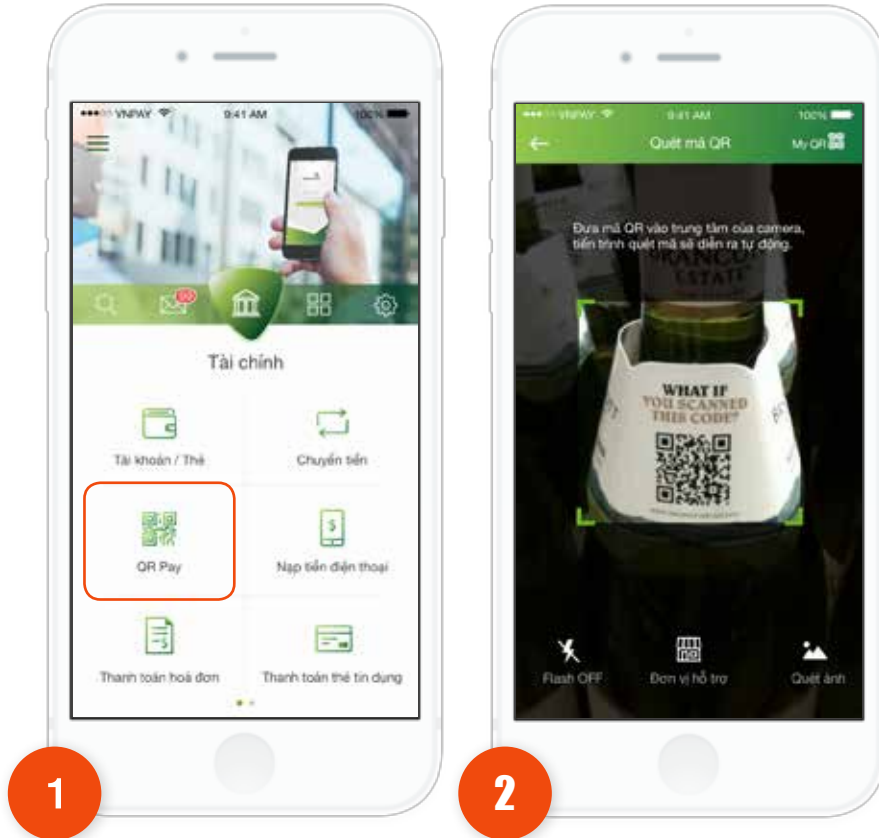 VNPAY 9:41 AM 100%
99
Tài chính
Tài khoản / Thẻ
Chuyển tiền
QR Pay
Nạp tiền điện thoại
Thanh toán hoá đơn
Thanh toán thẻ tín dụng
1
VNPAY 9:41 AM 100%
Quét mã QR
My QR
Đưa mã QR vào trung tâm của camera,
tiến trình quét mã sẽ diễn ra tự động.
ESTATE
WHAT IF
YOU SCANNED
THIS CODE?
Flash OFF
Đơn vị hỗ trợ
Quét ảnh
2